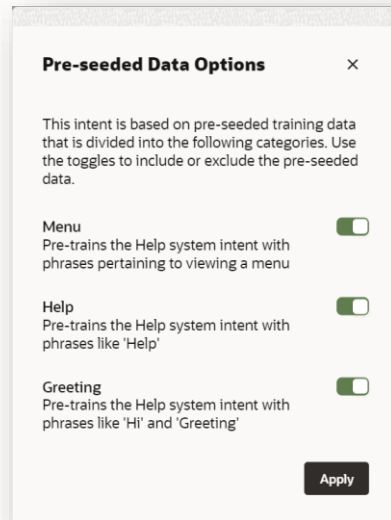 Pre-seeded Data Options
This intent is based on pre-seeded training data
that is divided into the following categories. Use
the toggles to include or exclude the pre-seeded
data.
Menu
Pre-trains the Help system intent with
phrases pertaining to viewing a menu
Help
Pre-trains the Help system intent with
phrases like 'Help'
Greeting
Pre-trains the Help system intent with
phrases like 'Hi' and 'Greeting'
Apply